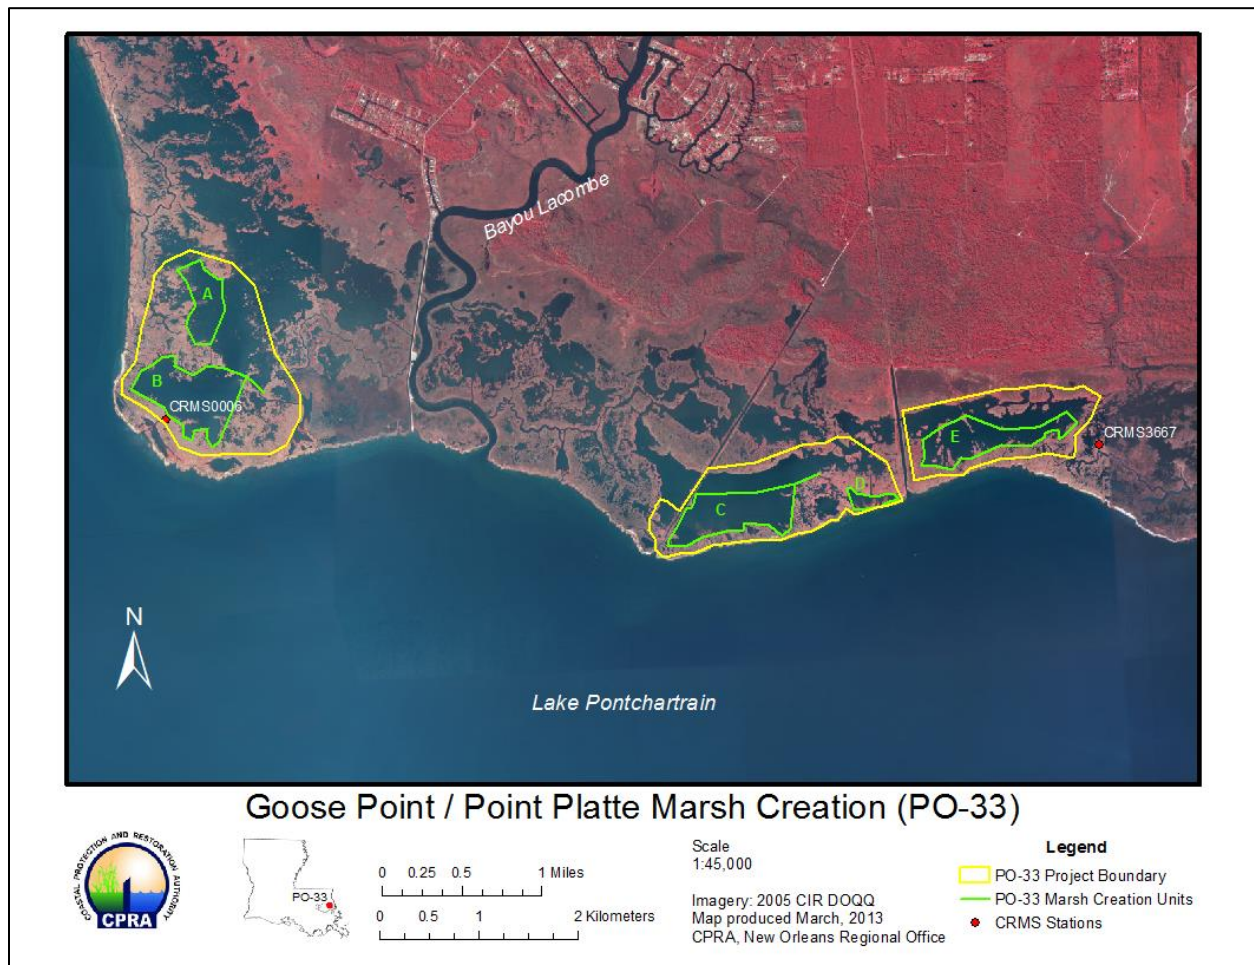 Bayou Lacombe
A
B
CRMS0006
E
CRMS3667
D
C
N
Lake Pontchartrain
Goose Point / Point Platte Marsh Creation (PO-33)
COASTAL PROTECTION AND RESTORATION AUTHORITY
CPRA
PO-33
0 0.25 0.5 1 Miles
0 0.5 1 2 Kilometers
Scale
1:45,000
Imagery: 2005 CIR DOQQ
Map produced March, 2013
CPRA, New Orleans Regional Office
Legend
PO-33 Project Boundary
PO-33 Marsh Creation Units
CRMS Stations